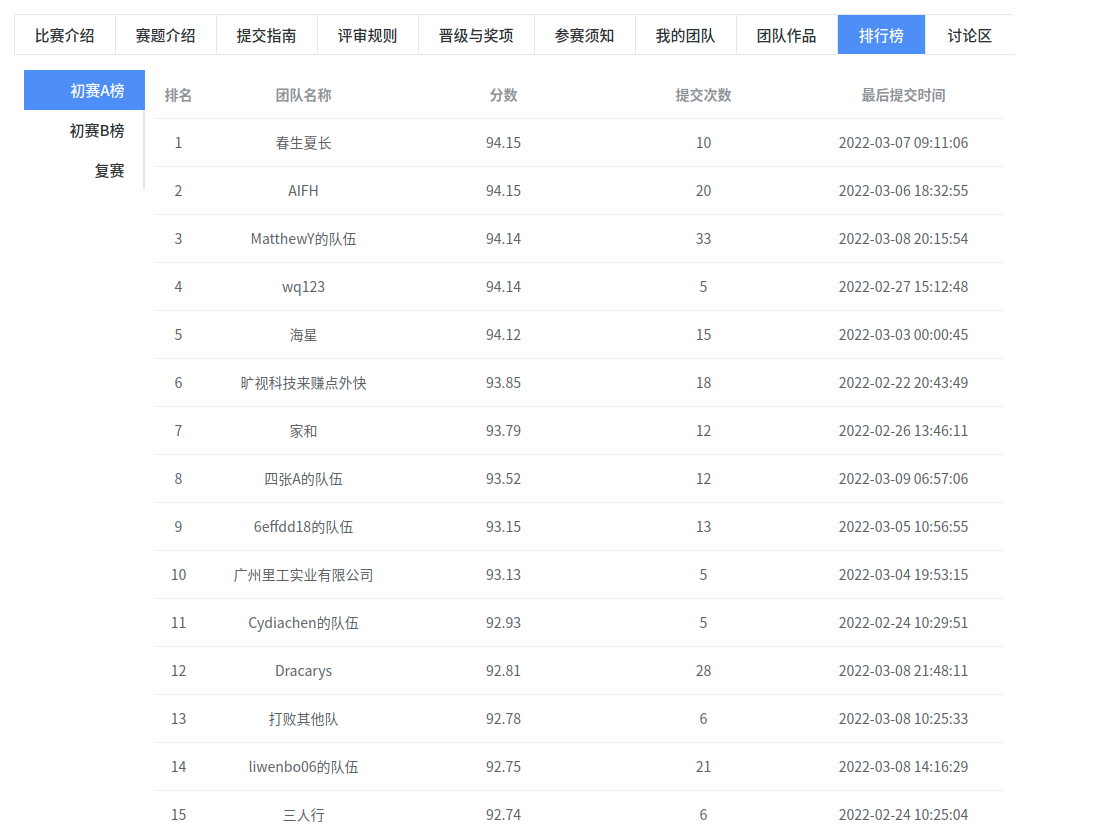 比赛介绍 赛题介绍 提交指南 评审规则 晋级与奖项 参赛须知 我的团队 团队作品 排行榜 讨论区
初赛A榜
初赛B榜
复赛
排名 团队名称 分数 提交次数 最后提交时间
1 春生夏长 94.15 10 2022-03-07 09:11:06
2 AIFH 94.15 20 2022-03-06 18:32:55
3 MatthewY的队伍 94.14 33 2022-03-08 20:15:54
4 wq123 94.14 5 2022-02-27 15:12:48
5 海星 94.12 15 2022-03-03 00:00:45
6 旷视科技来赚点外快 93.85 18 2022-02-22 20:43:49
7 家和 93.79 12 2022-02-26 13:46:11
8 四张A的队伍 93.52 12 2022-03-09 06:57:06
9 6effdd18的队伍 93.15 13 2022-03-05 10:56:55
10 广州里工实业有限公司 93.13 5 2022-03-04 19:53:15
11 Cydiachen的队伍 92.93 5 2022-02-24 10:29:51
12 Dracarys 92.81 28 2022-03-08 21:48:11
13 打败其他队 92.78 6 2022-03-08 10:25:33
14 liwenbo06的队伍 92.75 21 2022-03-08 14:16:29
15 三人行 92.74 6 2022-02-24 10:25:04